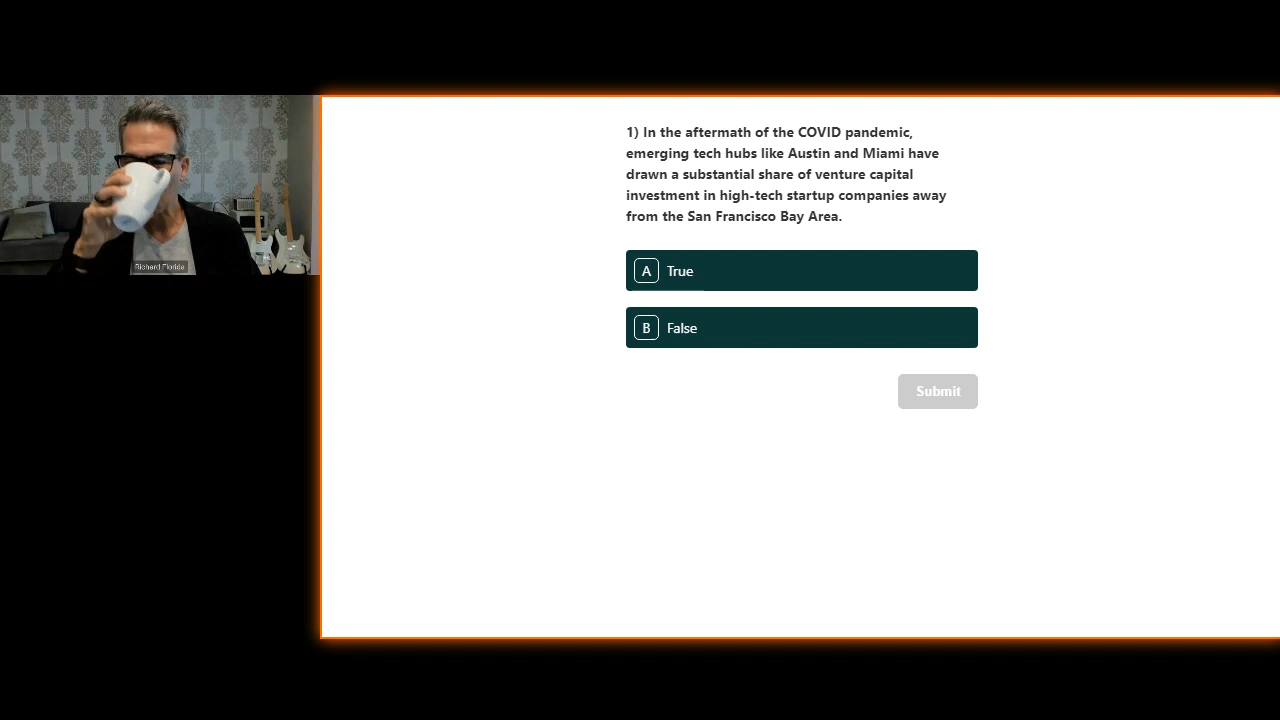 Richard Florida
1) In the aftermath of the COVID pandemic,
emerging tech hubs like Austin and Miami have
drawn a substantial share of venture capital
investment in high-tech startup companies away
from the San Francisco Bay Area.
A True
B False
Submit